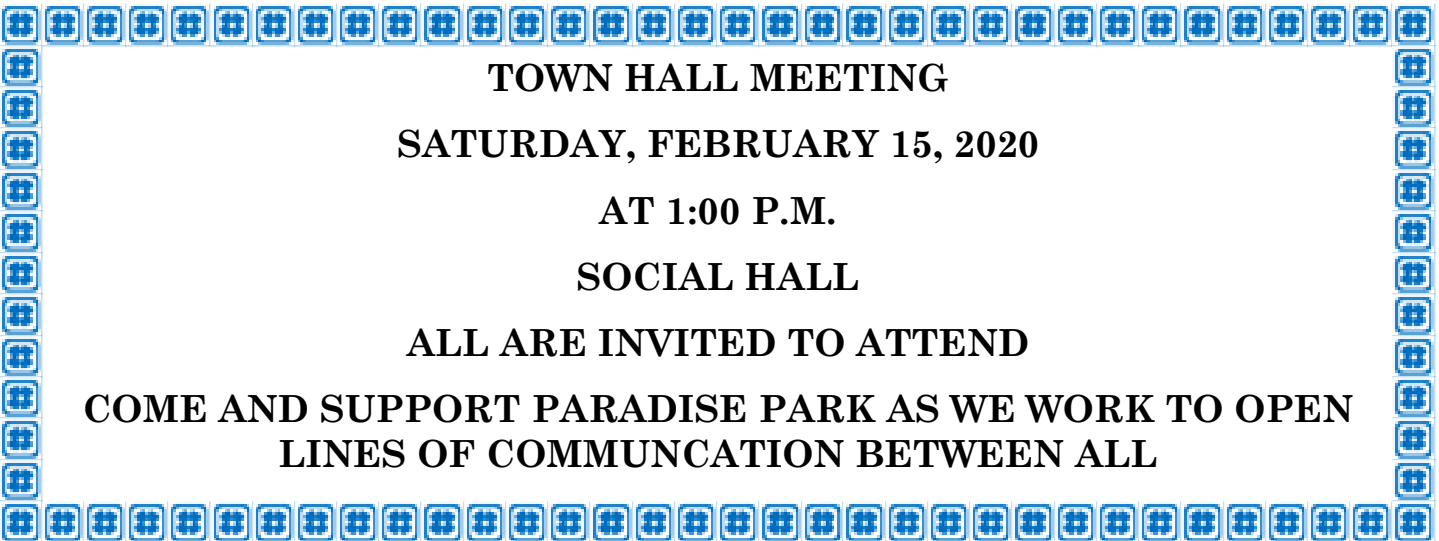 TOWN HALL MEETING
SATURDAY, FEBRUARY 15, 2020
AT 1:00 P.M.
SOCIAL HALL
ALL ARE INVITED TO ATTEND
COME AND SUPPORT PARADISE PARK AS WE WORK TO OPEN
LINES OF COMMUNCATION BETWEEN ALL